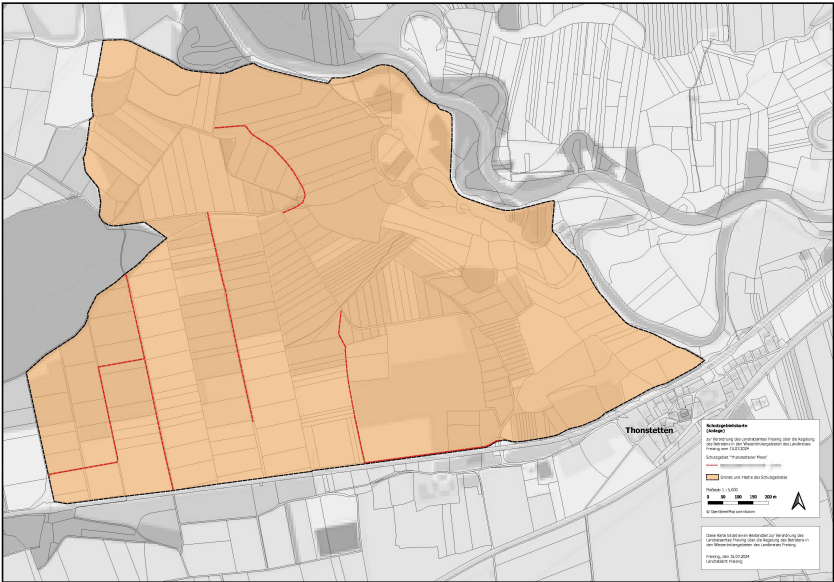 Thonstetten
Schutzgebietskarte
(Anlage)
zur Verordnung des Landratsamtes Freising über die Regelung
des Betretens in den Wiesenbrütergebieten des Landkreises
Freising vom 15.07.2024
Schutzgebiet "Thonstettener Moos"
Grenze und Fläche des Schutzgebietes
Maßstab 1 : 5.000
0 50 100 150 200 m
© OpenStreetMap contributors
Diese Karte bildet einen Bestandteil zur Verordnung des
Landratsamtes Freising über die Regelung des Betretens in
den Wiesenbrütergebieten des Landkreises Freising
Freising, den 15.07.2024
Landratsamt Freising